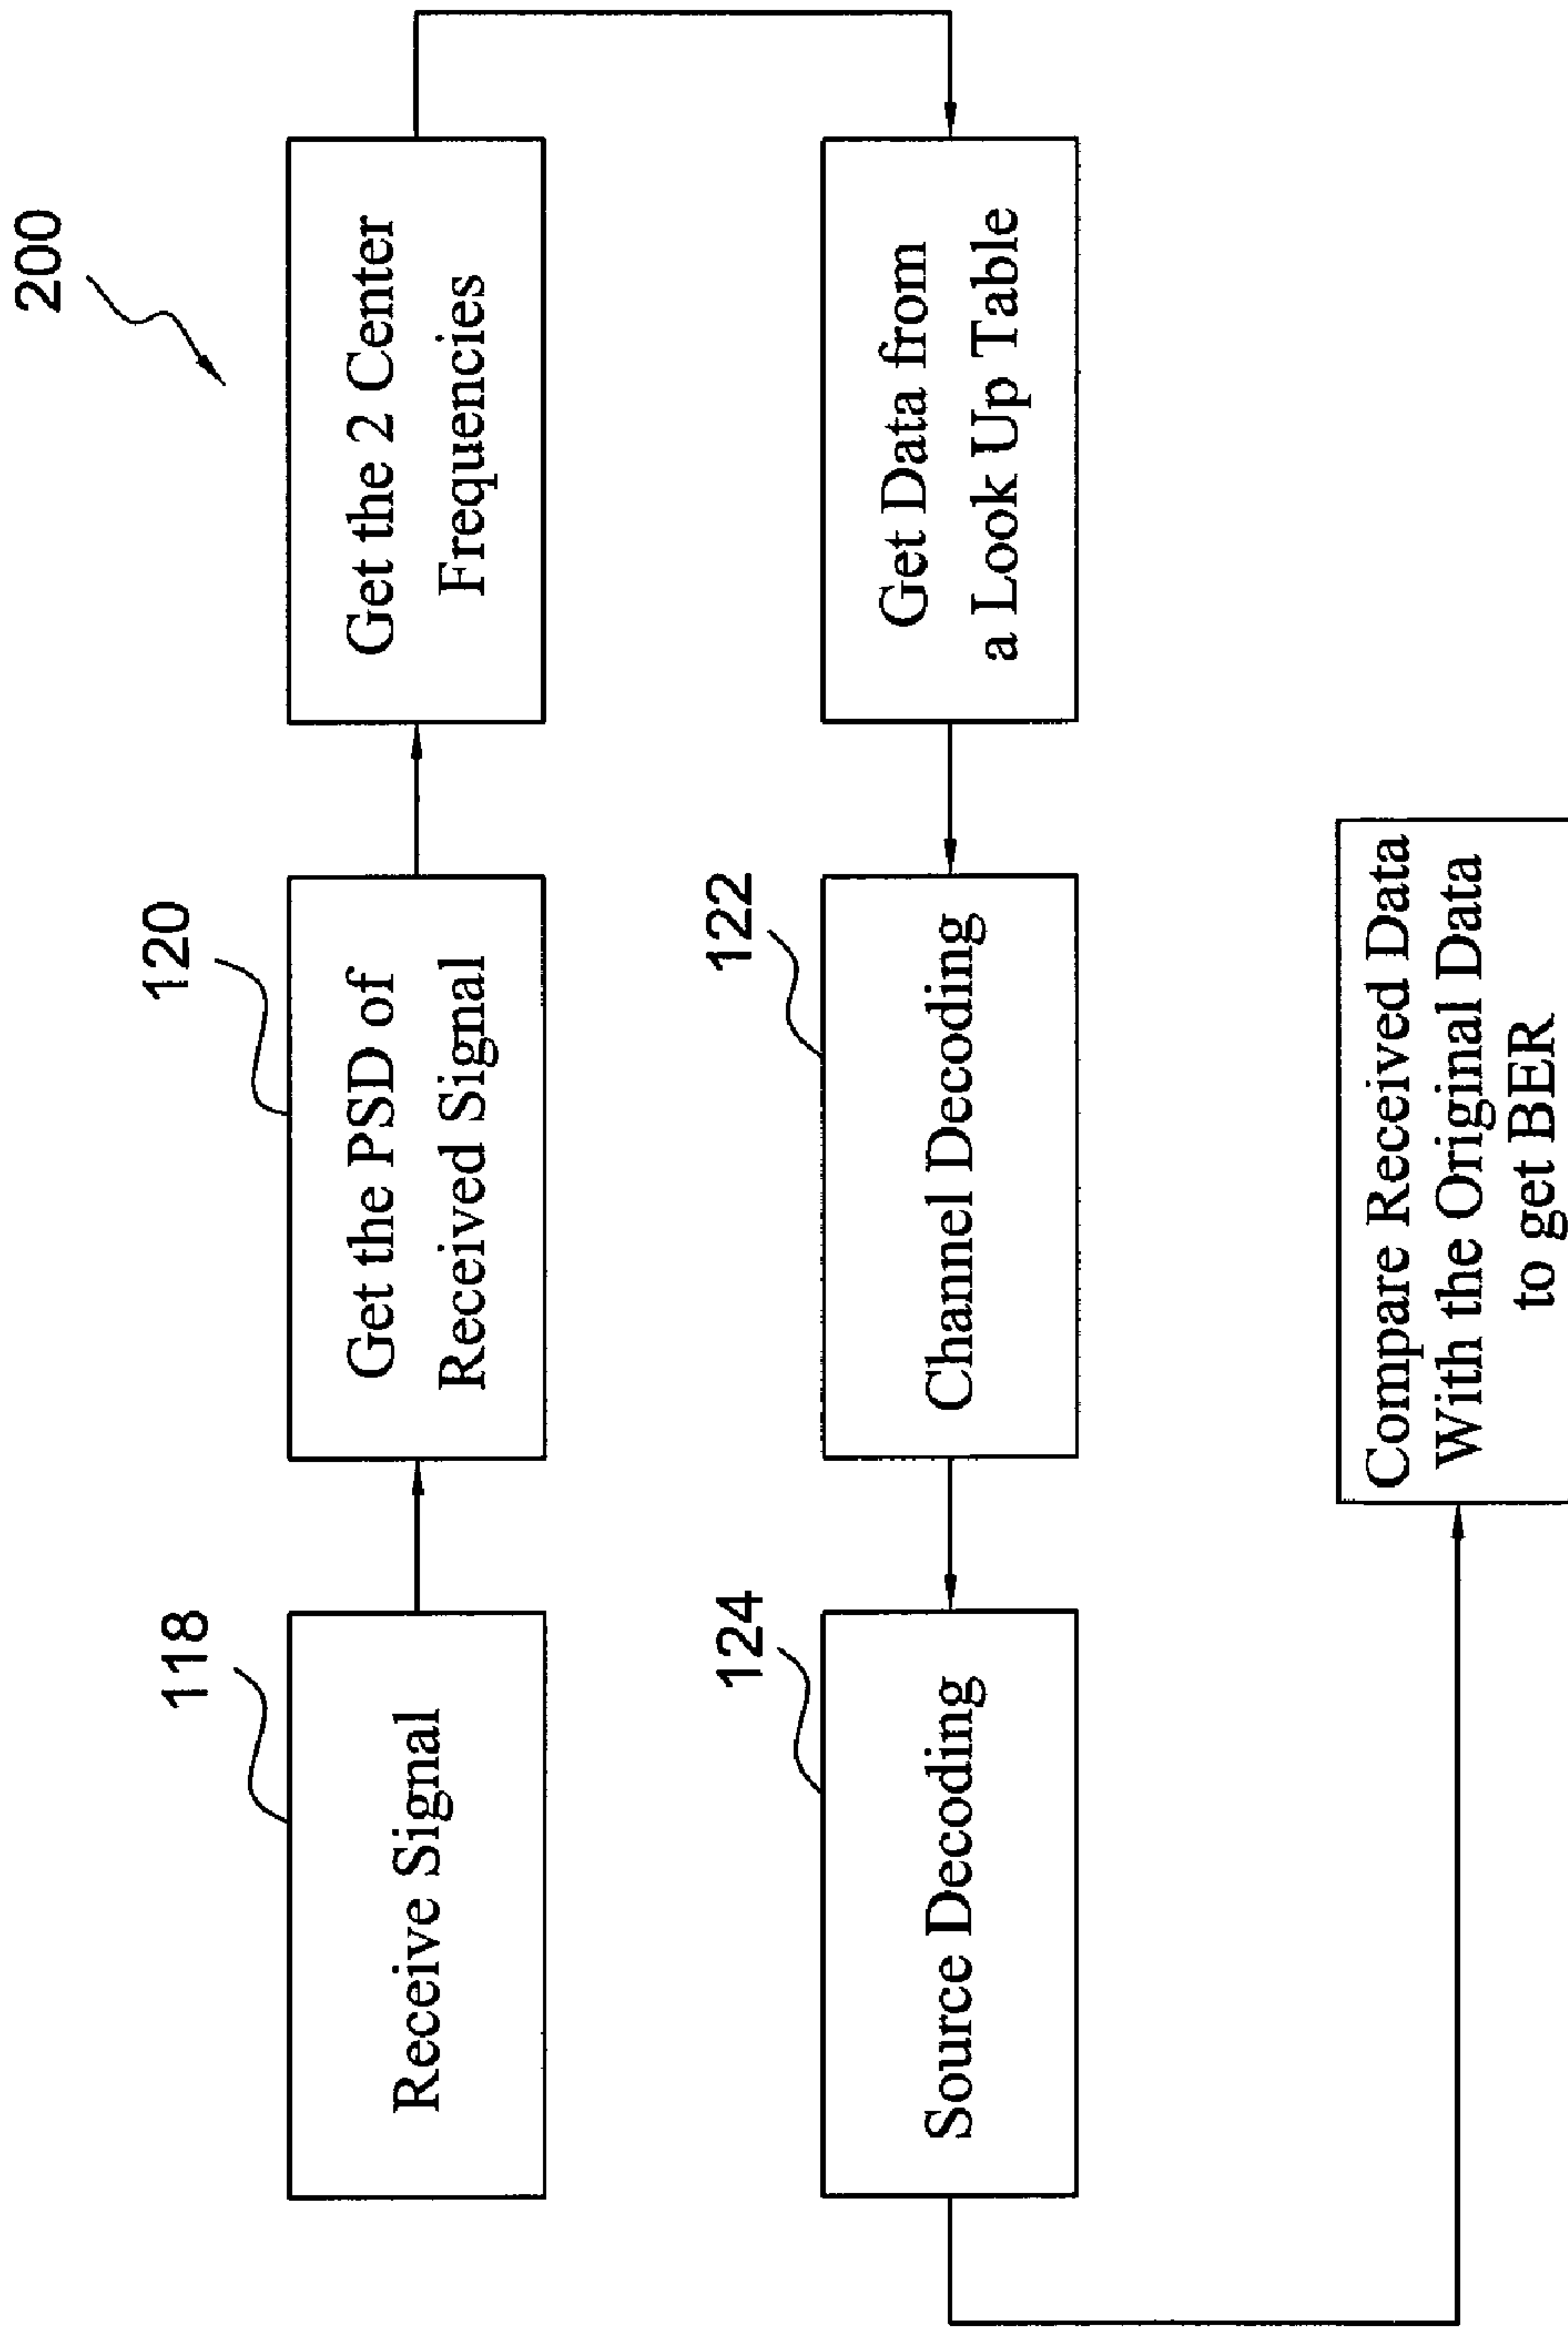 200
118
Receive Signal
120
Get the PSD of
Received Signal
Get the 2 Center
Frequencies
Get Data from
a Look Up Table
122
Channel Decoding
124
Source Decoding
Compare Received Data
With the Original Data
to get BER